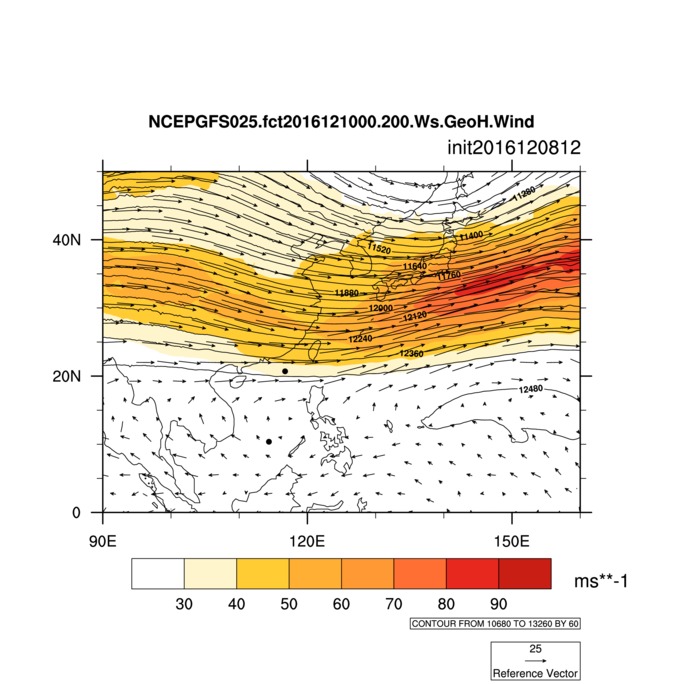 NCEPGFS025.fct2016121000.200.Ws.GeoH.Wind
init2016120812
11280
11400
11520
11640
11760
11880
12000
12120
12240
12360
12480
40N
20N
0
90E 120E 150E
30 40 50 60 70 80 90
ms**-1
CONTOUR FROM 10680 TO 13260 BY 60
25
Reference Vector